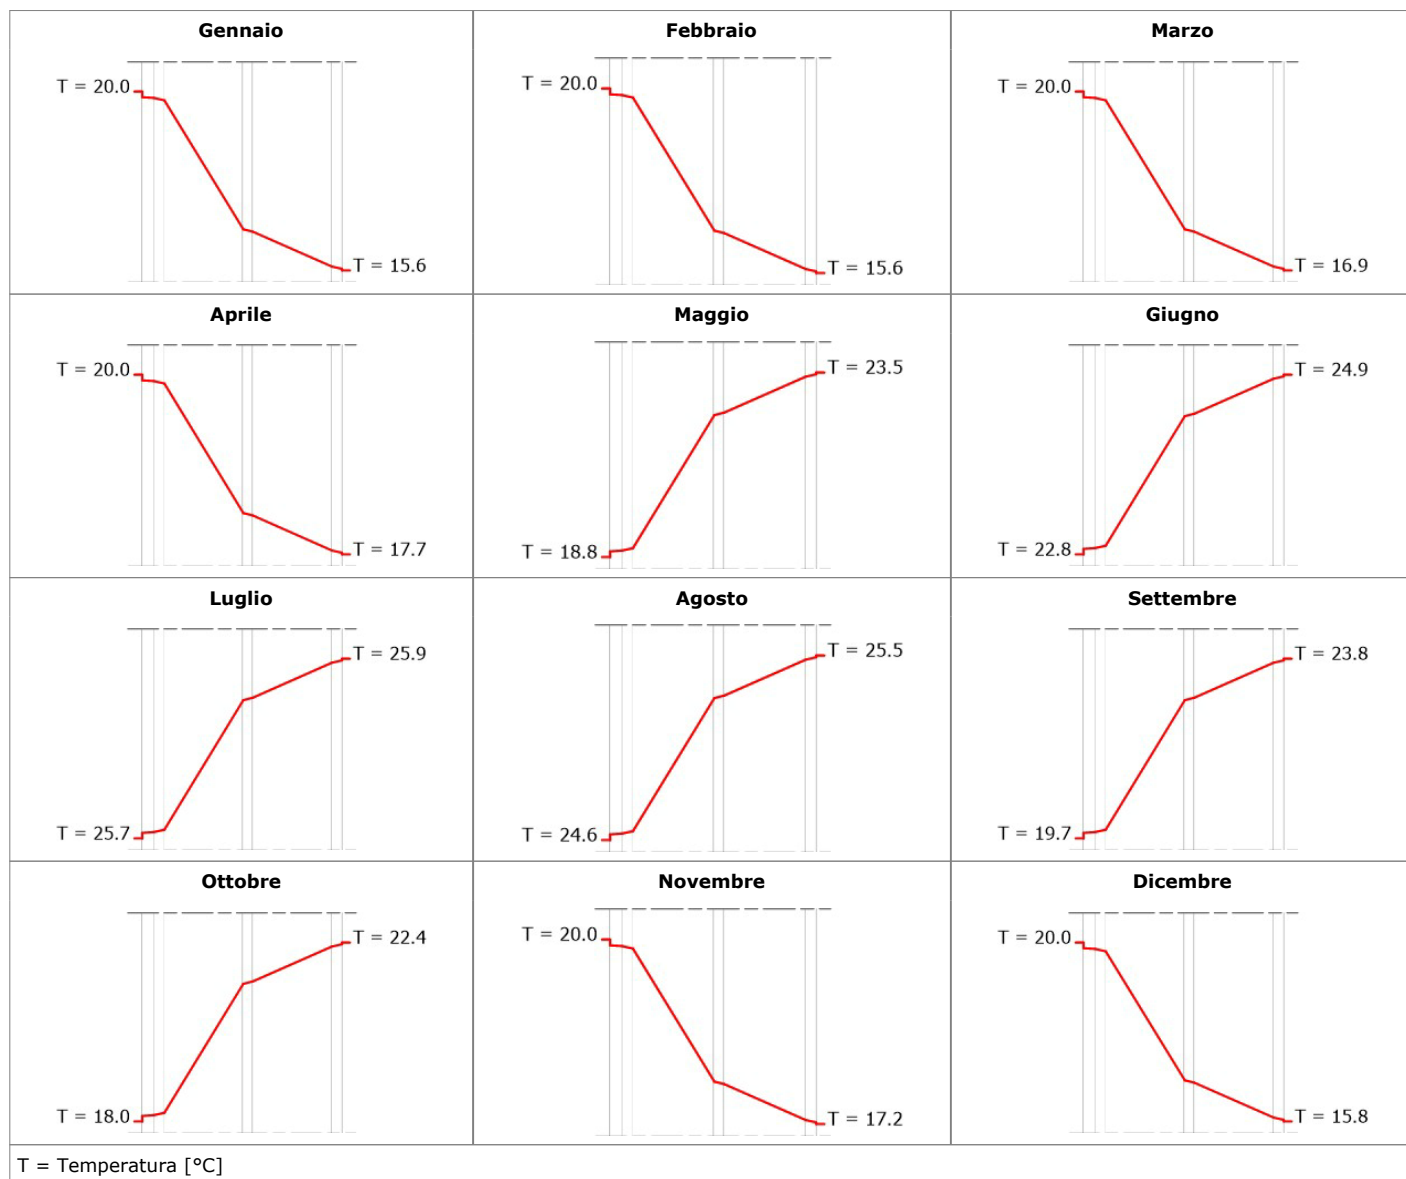 Gennaio
T = 20.0
T = 15.6
Febbraio
T = 20.0
T = 15.6
Marzo
T = 20.0
T = 16.9
Aprile
T = 20.0
T = 17.7
Maggio
T = 23.5
T = 18.8
Giugno
T = 24.9
T = 22.8
Luglio
T = 25.9
T = 25.7
Agosto
T = 25.5
T = 24.6
Settembre
T = 23.8
T = 19.7
Ottobre
T = 22.4
T = 18.0
Novembre
T = 20.0
T = 17.2
Dicembre
T = 20.0
T = 15.8
T = Temperatura [°C]